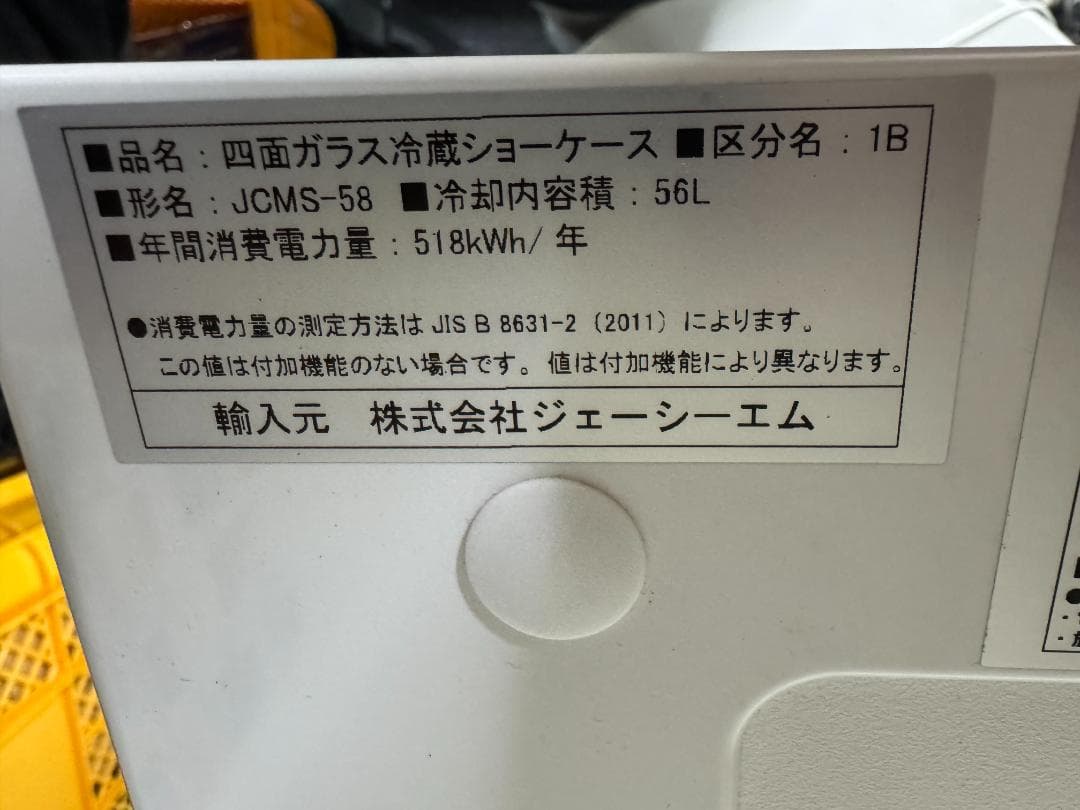 ■品名：四面ガラス冷蔵ショーケース ■区分名：1B
■形名：JCMS-58 ■冷却内容積：56L
■年間消費電力量：518kWh/年
●消費電力量の測定方法は JIS B 8631-2（2011）によります。
この値は付加機能のない場合です。値は付加機能により異なります。
輸入元 株式会社ジェーシーエム